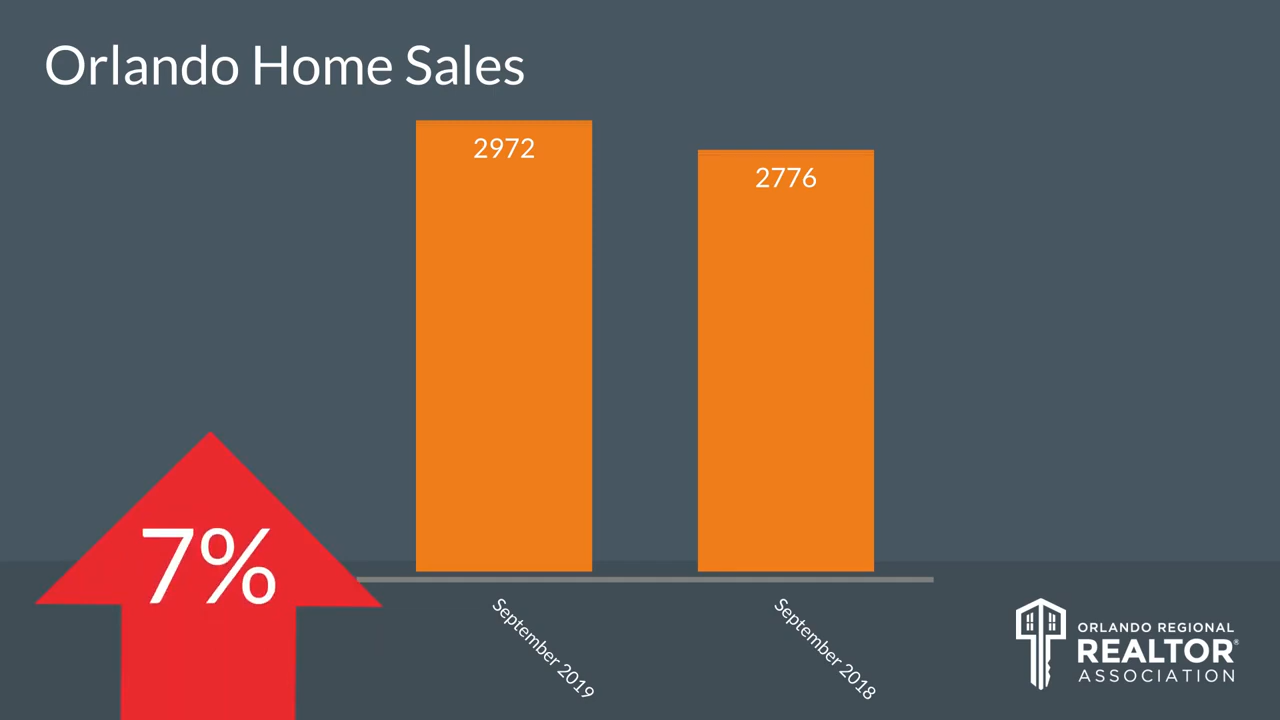 Orlando Home Sales
2972
2776
7%
September 2019
September 2018
ORLANDO REGIONAL
REALTOR®
ASSOCIATION